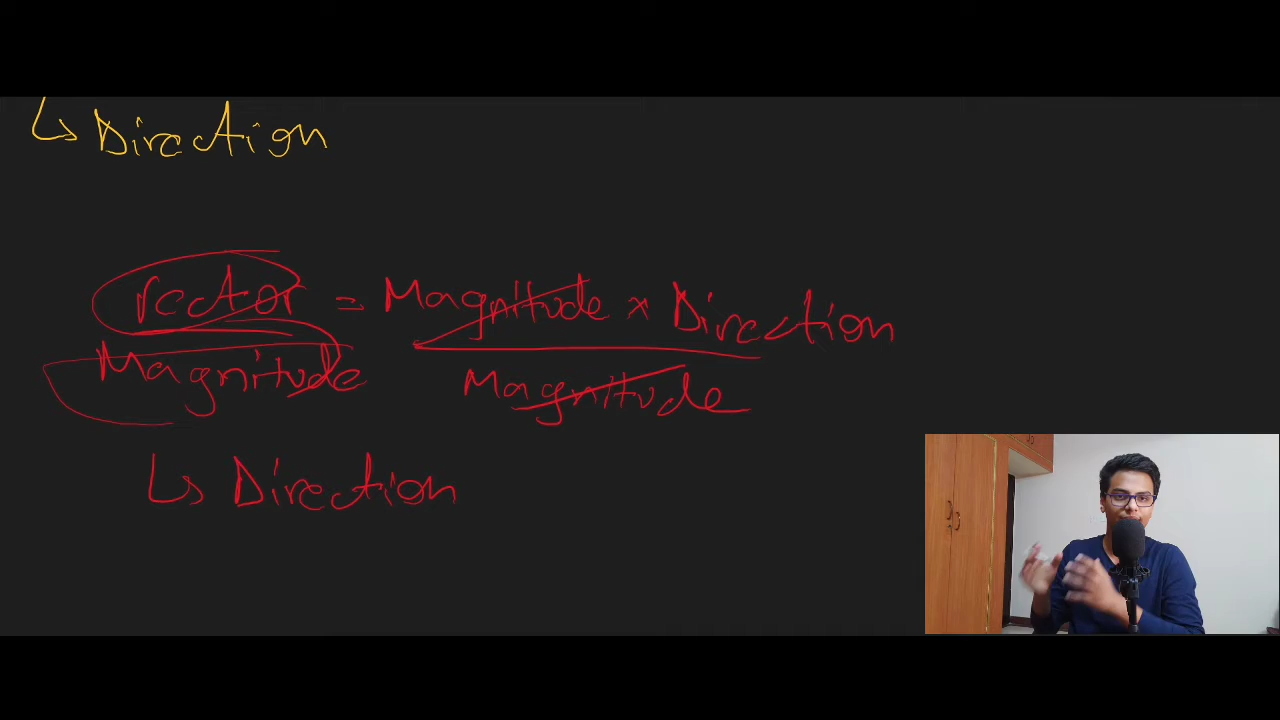 ↳ Direction
vector = Magnitude x Direction
Magnitude Magnitude
↳ Direction